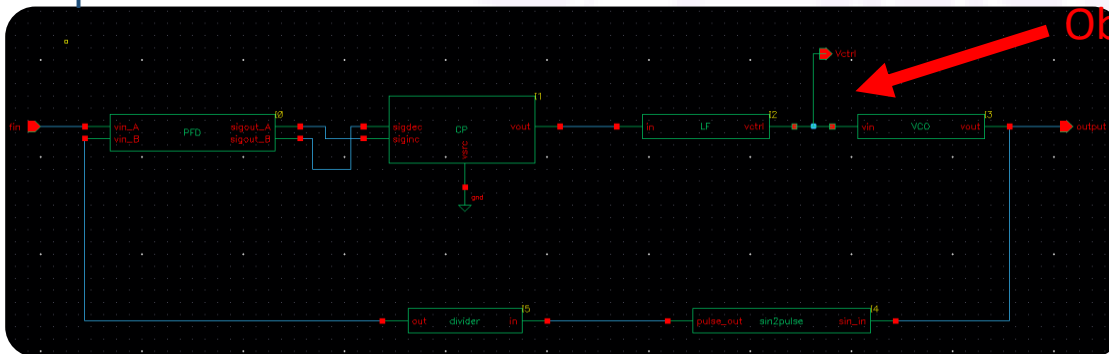 Ob
Vctrl
fin
I0
vin_A
vin_B
PFD
sigout_A
sigout_B
I1
sigdec
siginc
CP
vout
vsrc
gnd
I2
in
LF
vctrl
I3
vin
VCO
vout
output
I5
out
divider
in
I4
pulse_out
sin2pulse
sin_in